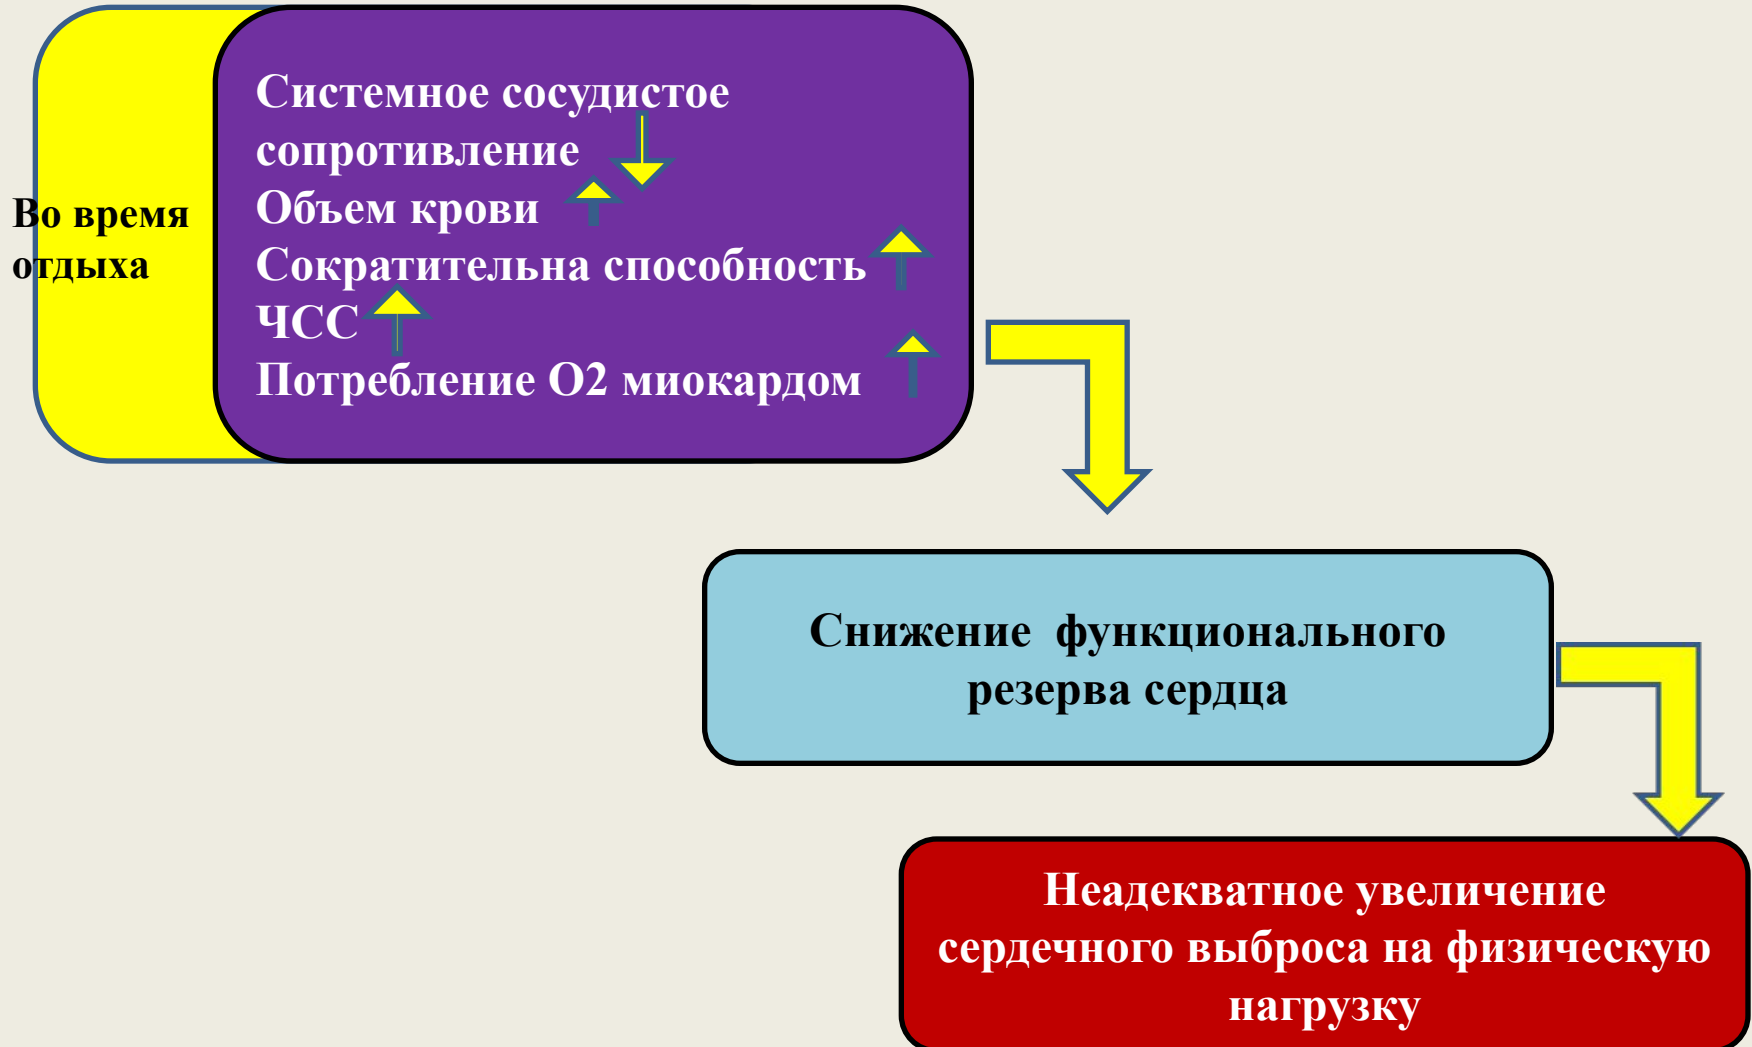 Во время
отдыха
Системное сосудистое
сопротивление
Объем крови
Сократительна способность
ЧСС
Потребление О2 миокардом
Снижение функционального
резерва сердца
Неадекватное увеличение
сердечного выброса на физическую
нагрузку